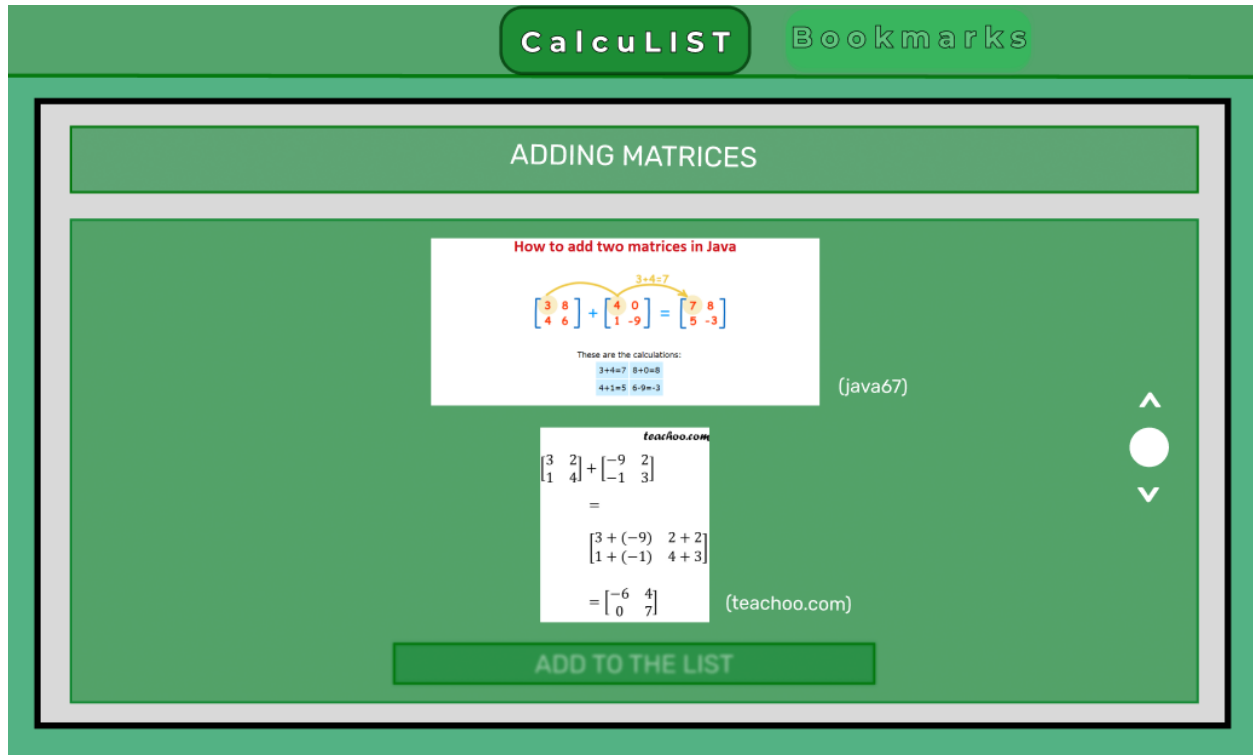 CalcuLIST Bookmarks
ADDING MATRICES
How to add two matrices in Java
3+4=7
[3 8] + [4 0] = [7 8]
[4 6] [1 -9] [5 -3]
These are the calculations:
3+4=7 8+0=8
4+1=5 6-9=-3
(java67)
teachoo.com
[3 2] + [−9 2]
[1 4] [−1 3]
=
[3 + (−9) 2 + 2]
[1 + (−1) 4 + 3]
= [−6 4]
[0 7]
(teachoo.com)
ADD TO THE LIST